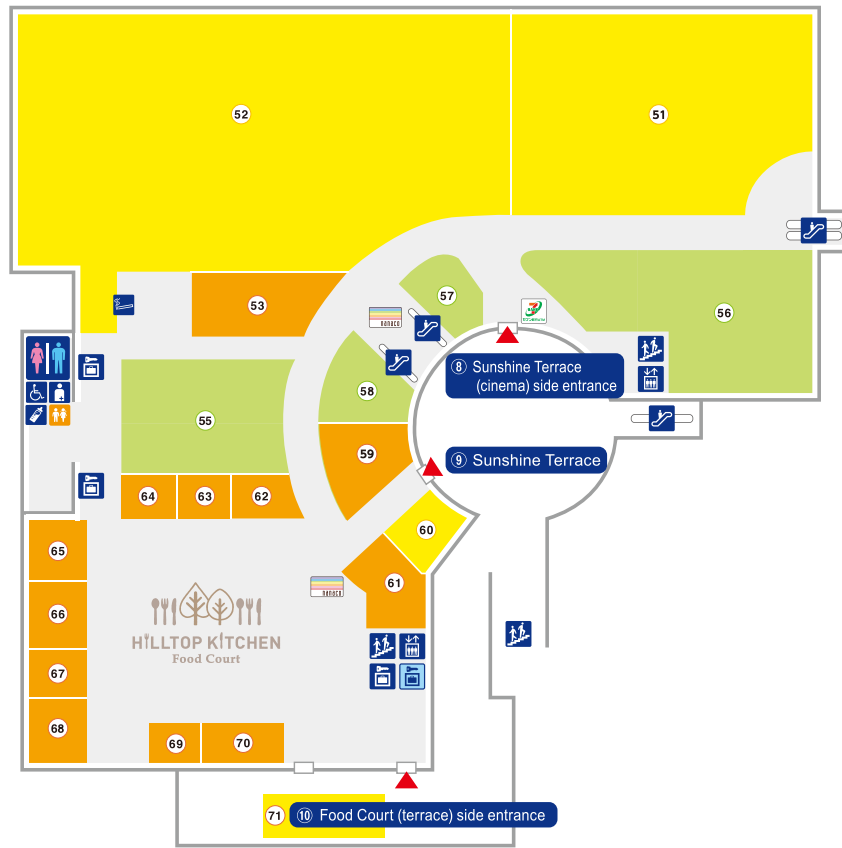 52
51
53
57
56
nanaco
⑧ Sunshine Terrace
(cinema) side entrance
58
55
59
⑨ Sunshine Terrace
64
63
62
60
65
61
nanaco
66
HILLTOP KITCHEN
Food Court
67
68
69
70
71
⑩ Food Court (terrace) side entrance